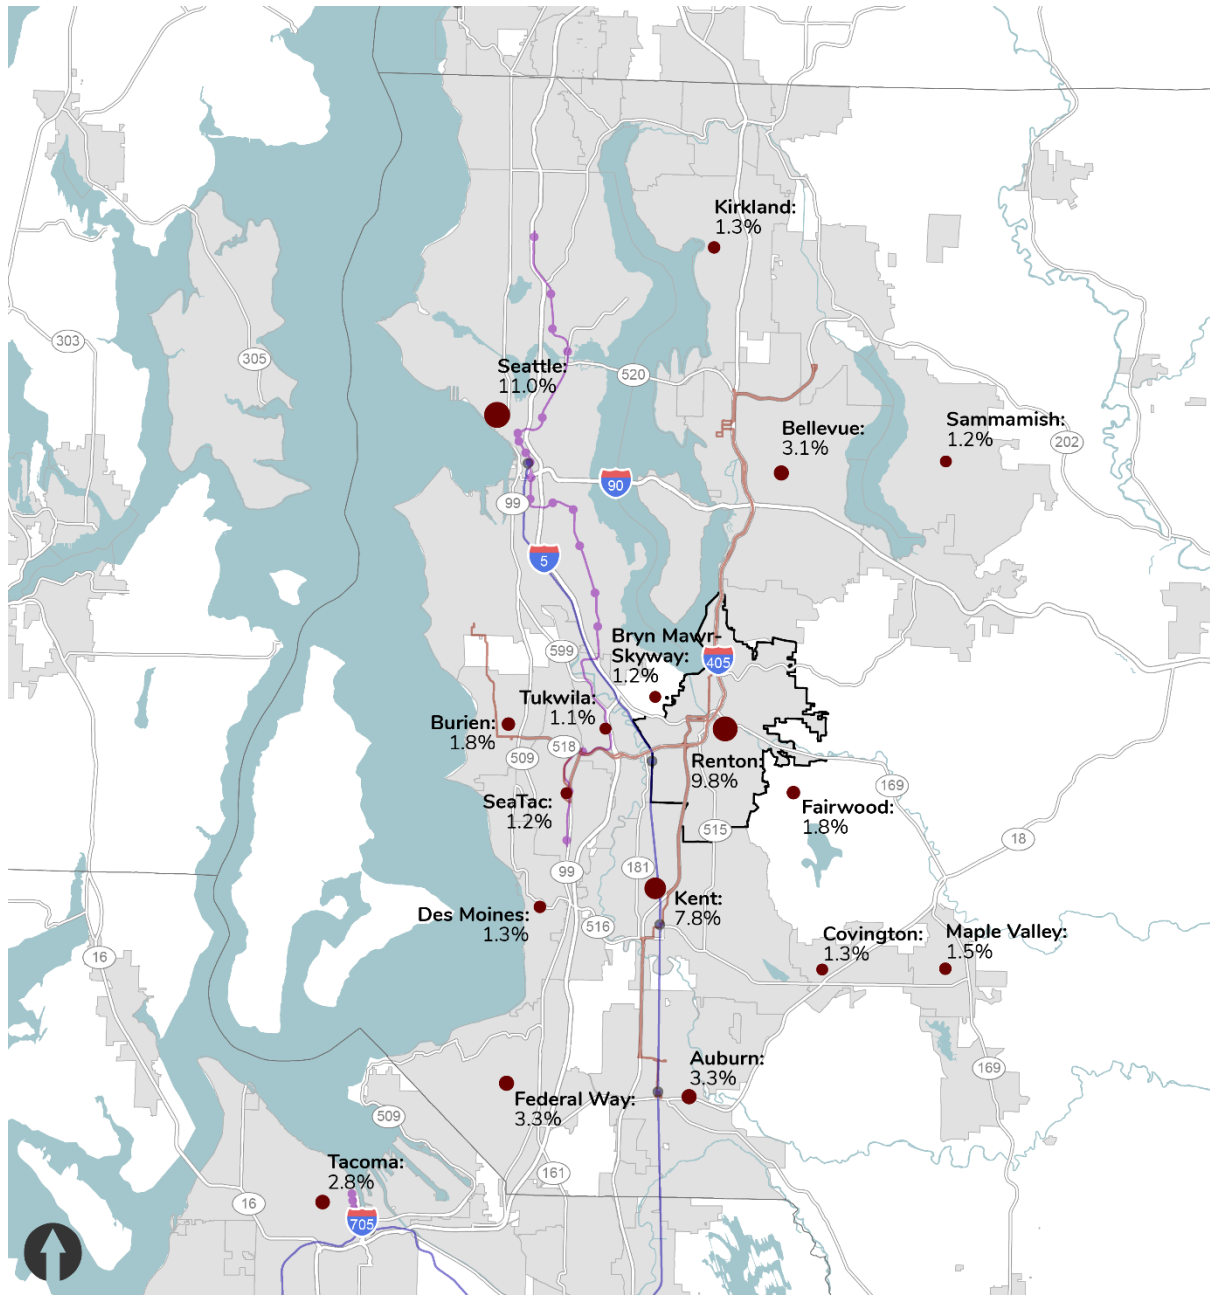 Kirkland:
1.3%
303
305
Seattle:
11.0%
520
Sammamish:
1.2%
Bellevue:
3.1%
202
90
99
5
Bryn Mawr-
Skyway:
1.2%
599
405
Tukwila:
1.1%
Burien:
1.8%
518
509
Renton:
9.8%
169
SeaTac:
1.2%
Fairwood:
1.8%
515
18
99
181
Kent:
7.8%
Des Moines:
1.3%
516
Covington:
1.3%
Maple Valley:
1.5%
16
Auburn:
3.3%
169
Federal Way:
3.3%
509
Tacoma:
2.8%
161
16
705